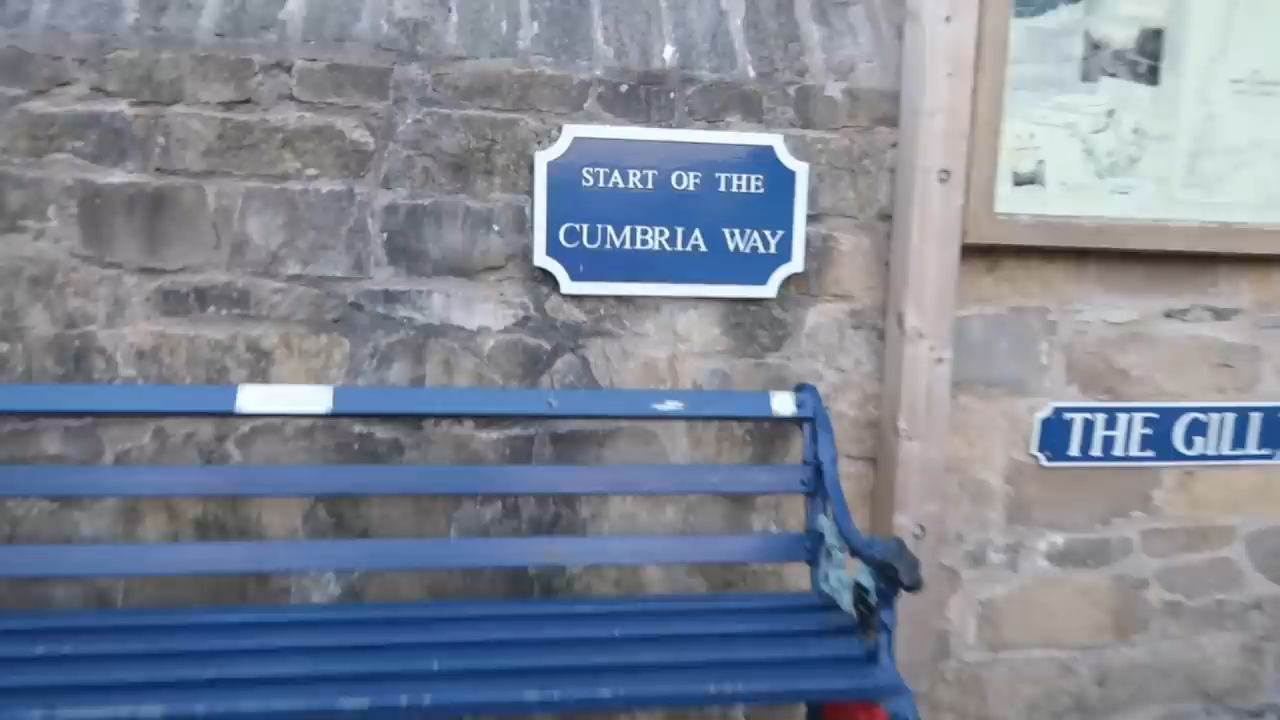 START OF THE
CUMBRIA WAY
THE GILL